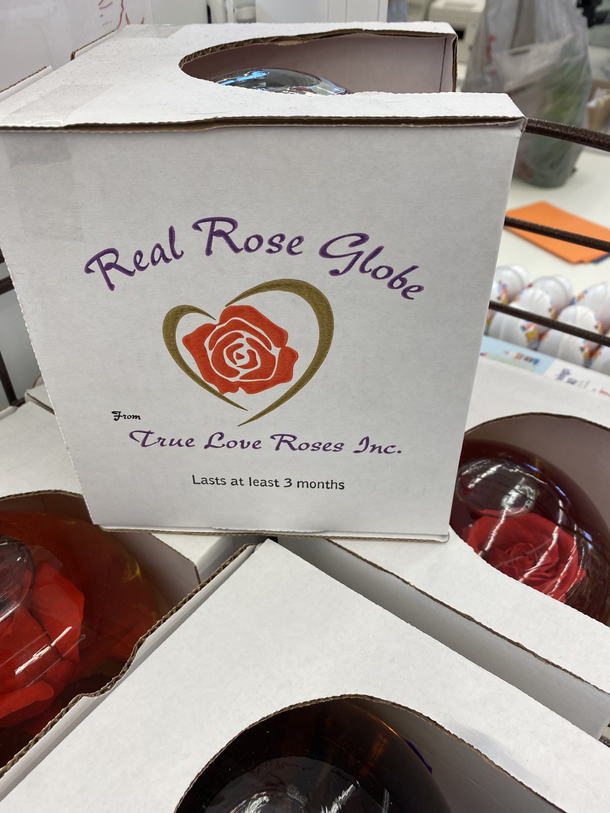 Real Rose Globe
From
True Love Roses Inc.
Lasts at least 3 months